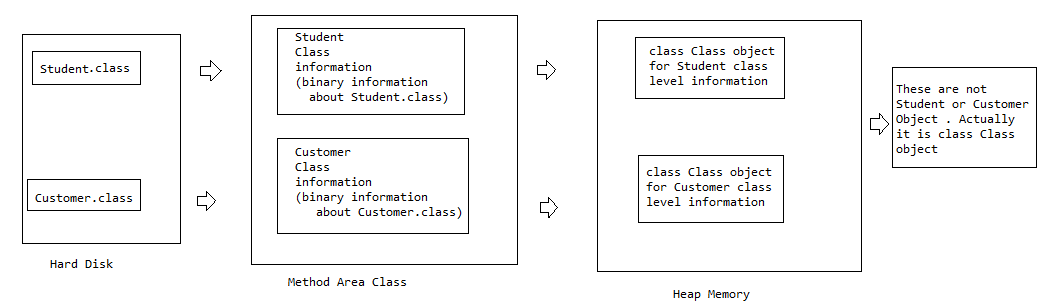 Student.class
Customer.class
Hard Disk
Student
Class
information
(binary information
about Student.class)
Customer
Class
information
(binary information
about Customer.class)
Method Area Class
class Class object
for Student class
level information
class Class object
for Customer class
level information
Heap Memory
These are not
Student or Customer
Object . Actually
it is class Class
object